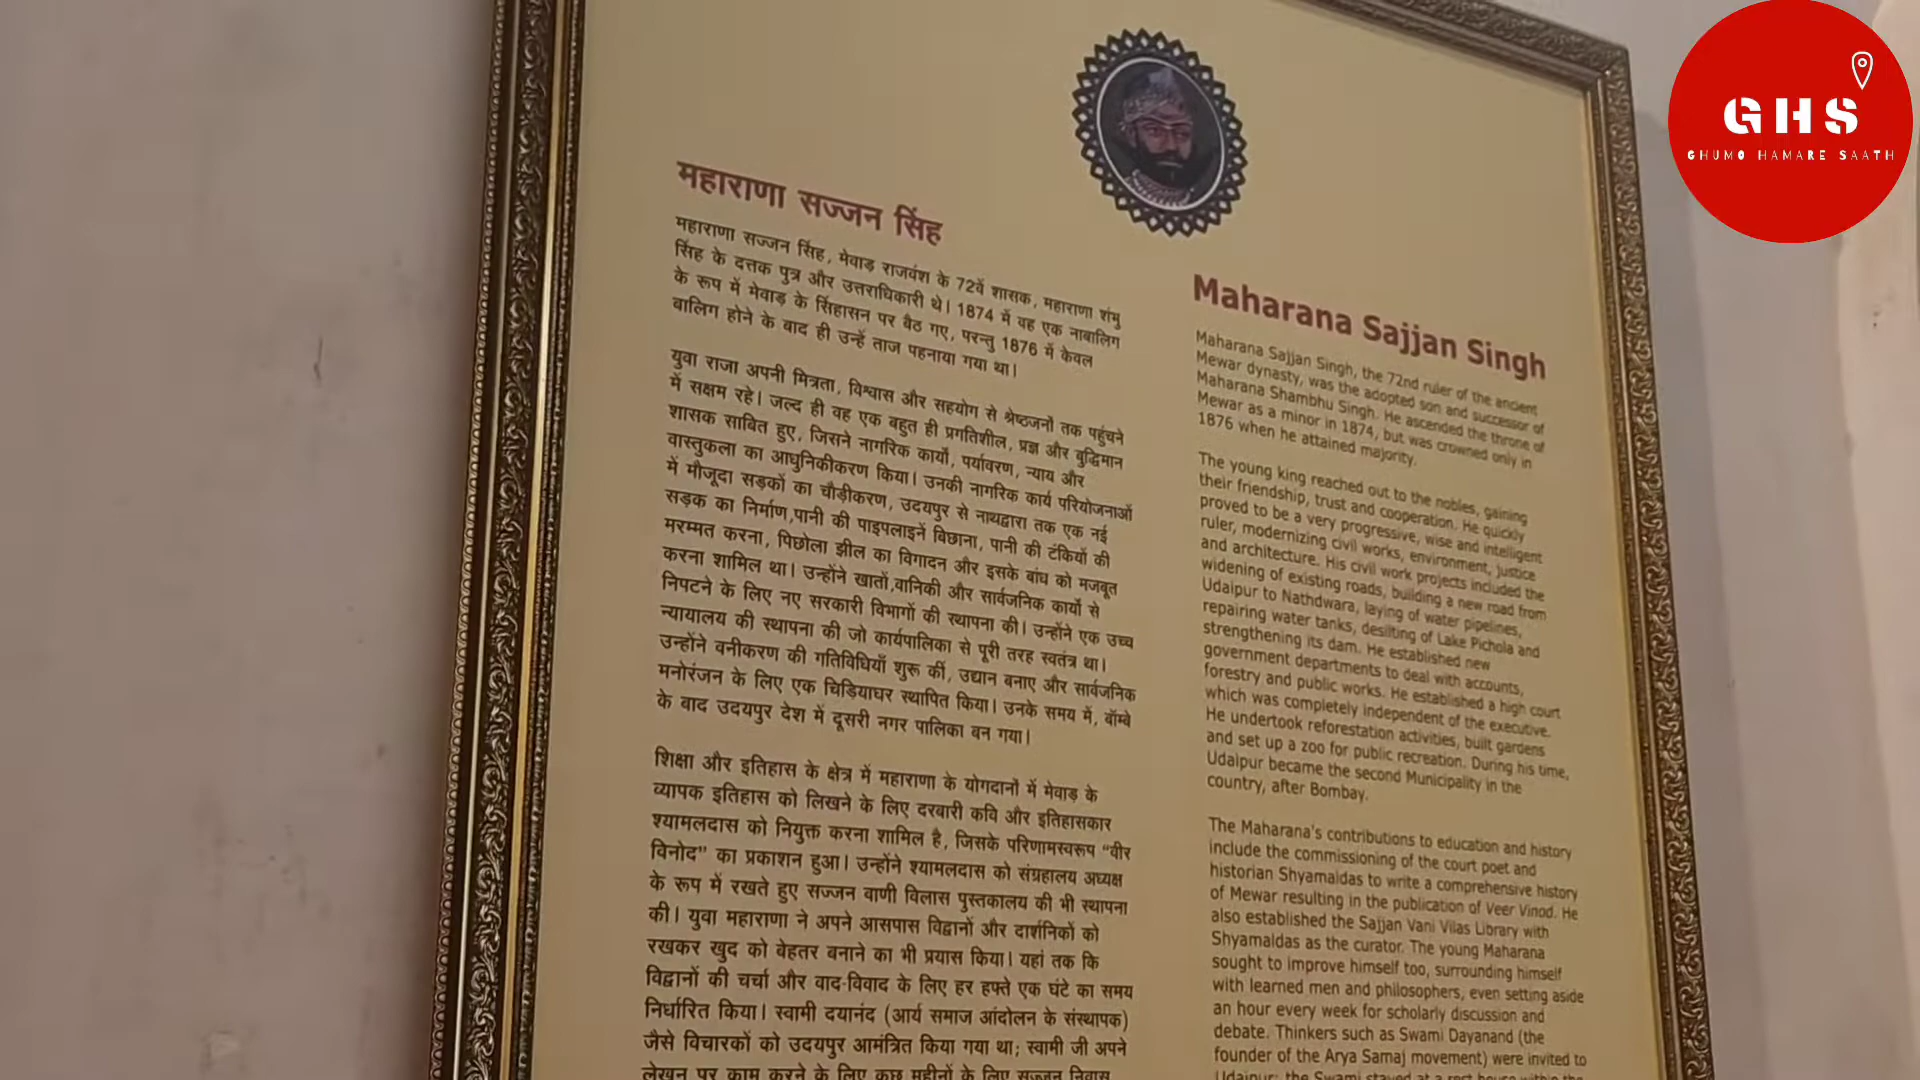 महाराणा सज्जन सिंह
महाराणा सज्जन सिंह, मेवाड़ राजवंश के 72वें शासक, महाराणा शंभु
सिंह के दत्तक पुत्र और उत्तराधिकारी थे। 1874 में वह एक नाबालिग
के रूप में मेवाड़ के सिंहासन पर बैठ गए, परन्तु 1876 में केवल
बालिग होने के बाद ही उन्हें ताज पहनाया गया था।
युवा राजा अपनी मित्रता, विश्वास और सहयोग से श्रेष्ठजनों तक पहुंचने
में सक्षम रहे। जल्द ही वह एक बहुत ही प्रगतिशील, प्रज्ञ और बुद्धिमान
शासक साबित हुए, जिसने नागरिक कार्यों, पर्यावरण, न्याय और
वास्तुकला का आधुनिकीकरण किया। उनकी नागरिक कार्य परियोजनाओं
में मौजूदा सड़कों का चौड़ीकरण, उदयपुर से नाथद्वारा तक एक नई
सड़क का निर्माण,पानी की पाइपलाइनें बिछाना, पानी की टंकियों की
मरम्मत करना, पिछोला झील का विगादन और इसके बांध को मजबूत
करना शामिल था। उन्होंने खातों,वानिकी और सार्वजनिक कार्यों से
निपटने के लिए नए सरकारी विभागों की स्थापना की। उन्होंने एक उच्च
न्यायालय की स्थापना की जो कार्यपालिका से पूरी तरह स्वतंत्र था।
उन्होंने वनीकरण की गतिविधियाँ शुरू कीं, उद्यान बनाए और सार्वजनिक
मनोरंजन के लिए एक चिड़ियाघर स्थापित किया। उनके समय में, बॉम्बे
के बाद उदयपुर देश में दूसरी नगर पालिका बन गया।
शिक्षा और इतिहास के क्षेत्र में महाराणा के योगदानों में मेवाड़ के
व्यापक इतिहास को लिखने के लिए दरबारी कवि और इतिहासकार
श्यामलदास को नियुक्त करना शामिल है, जिसके परिणामस्वरूप “वीर
विनोद” का प्रकाशन हुआ। उन्होंने श्यामलदास को संग्रहालय अध्यक्ष
के रूप में रखते हुए सज्जन वाणी विलास पुस्तकालय की भी स्थापना
की। युवा महाराणा ने अपने आसपास विद्वानों और दार्शनिकों को
रखकर खुद को बेहतर बनाने का भी प्रयास किया। यहां तक कि
विद्वानों की चर्चा और वाद-विवाद के लिए हर हफ्ते एक घंटे का समय
निर्धारित किया। स्वामी दयानंद (आर्य समाज आंदोलन के संस्थापक)
जैसे विचारकों को उदयपुर आमंत्रित किया गया था; स्वामी जी अपने
लेखन पर काम करने के लिए कुछ महीनों के लिए सज्जन निवास
Maharana Sajjan Singh
Maharana Sajjan Singh, the 72nd ruler of the ancient
Mewar dynasty, was the adopted son and successor of
Maharana Shambhu Singh. He ascended the throne of
Mewar as a minor in 1874, but was crowned only in
1876 when he attained majority.
The young king reached out to the nobles, gaining
their friendship, trust and cooperation. He quickly
proved to be a very progressive, wise and intelligent
ruler, modernizing civil works, environment, justice
and architecture. His civil work projects included the
widening of existing roads, building a new road from
Udaipur to Nathdwara, laying of water pipelines,
repairing water tanks, desilting of Lake Pichola and
strengthening its dam. He established new
government departments to deal with accounts,
forestry and public works. He established a high court
which was completely independent of the executive.
He undertook reforestation activities, built gardens
and set up a zoo for public recreation. During his time,
Udaipur became the second Municipality in the
country, after Bombay.
The Maharana's contributions to education and history
include the commissioning of the court poet and
historian Shyamaldas to write a comprehensive history
of Mewar resulting in the publication of Veer Vinod. He
also established the Sajjan Vani Vilas Library with
Shyamaldas as the curator. The young Maharana
sought to improve himself too, surrounding himself
with learned men and philosophers, even setting aside
an hour every week for scholarly discussion and
debate. Thinkers such as Swami Dayanand (the
founder of the Arya Samaj movement) were invited to
Udaipur; the Swami stayed at a rest house within the
GHS
GHUMO HAMARE SAATH